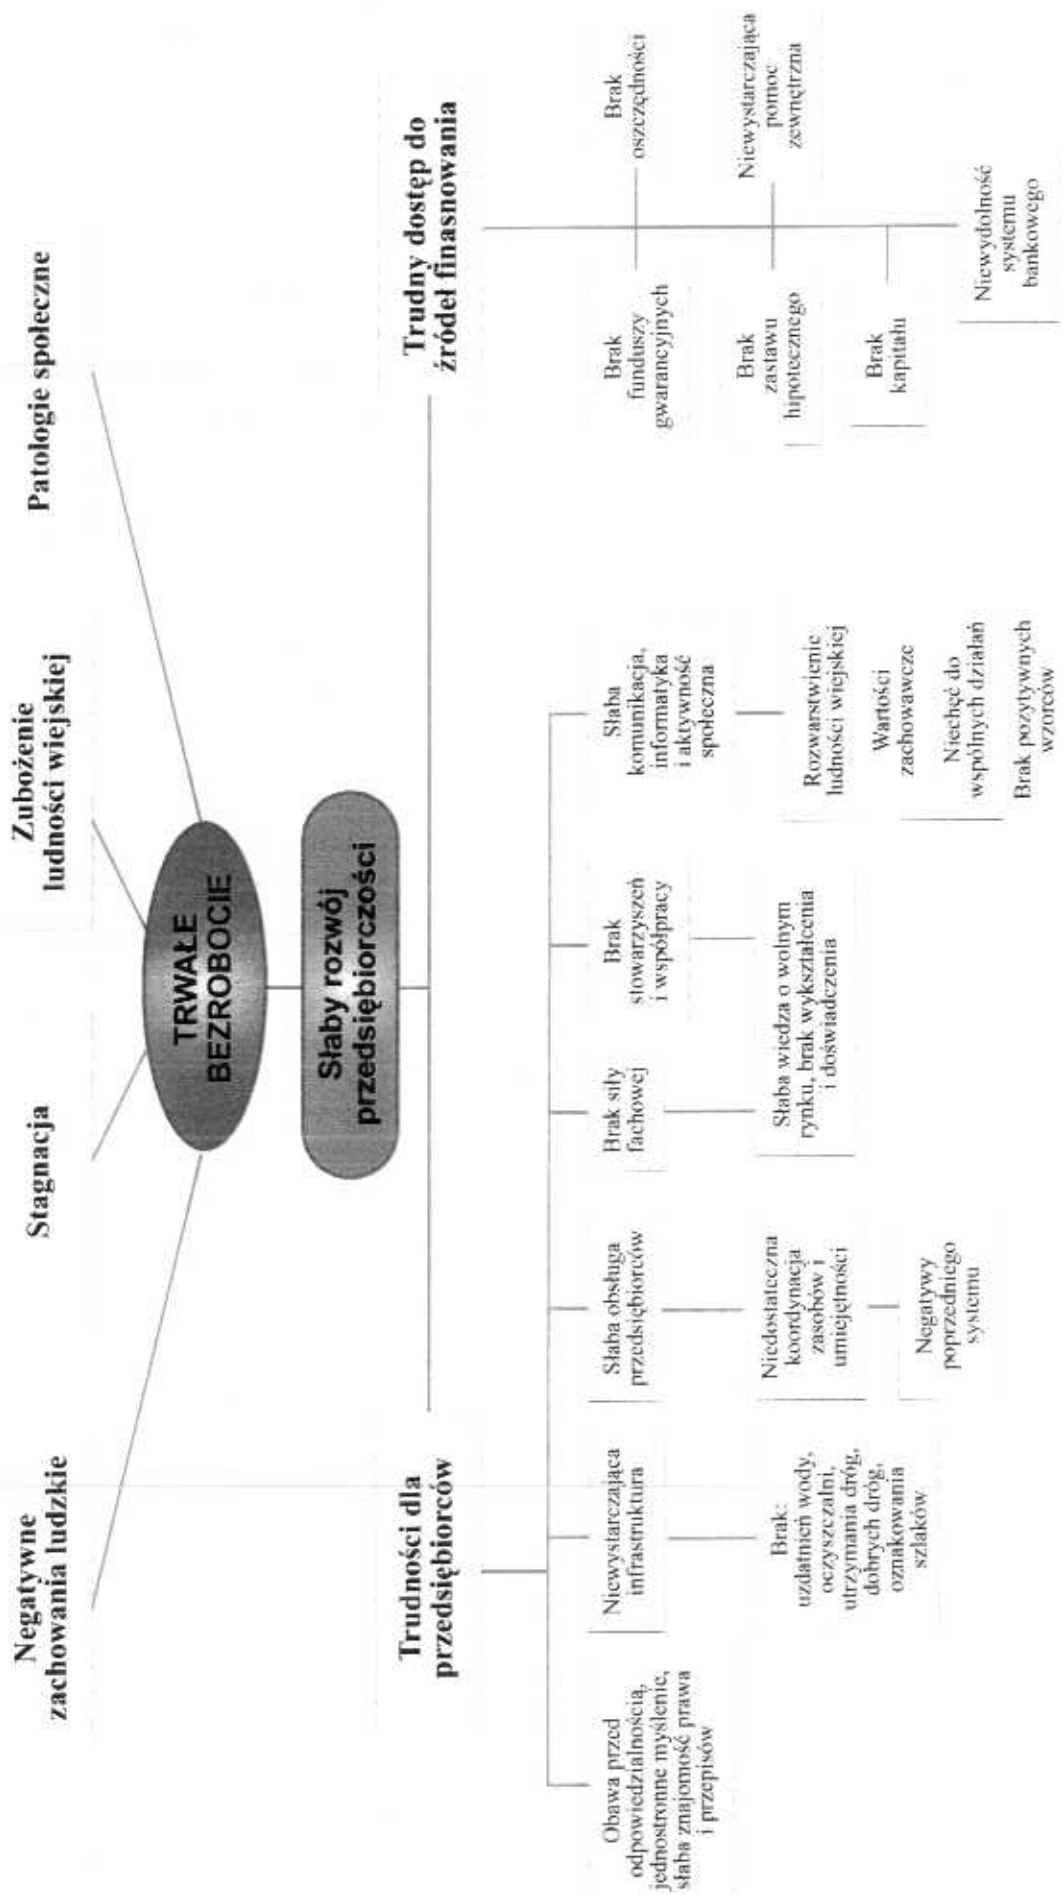 Negatywne
zachowania ludzkie
Stagnacja
Zubożenie
ludności wiejskiej
Patologie społeczne
TRWAŁE
BEZROBOCIE
Słaby rozwój
przedsiębiorczości
Trudności dla
przedsiębiorców
Trudny dostęp do
źródeł finasnowania
Obawa przed
odpowiedzialnością,
jednostronne myślenie,
słaba znajomość prawa
i przepisów
Niewystarczająca
infrastruktura
Brak:
uzdatnień wody,
oczyszczalni,
utrzymania dróg,
dobrych dróg,
oznakowania
szlaków
Słaba obsługa
przedsiębiorców
Niedostateczna
koordynacja
zasobów i
umiejętności
Negatywy
poprzedniego
systemu
Brak siły
fachowej
Brak
stowarzyszeń
i współpracy
Słaba wiedza o wolnym
rynku, brak wykształcenia
i doświadczenia
Słaba
komunikacja,
informatyka
i aktywność
społeczna
Rozwarstwienie
ludności wiejskiej
Wartości
zachowawcze
Niechęć do
wspólnych działań
Brak pozytywnych
wzorców
Brak
funduszy
gwarancyjnych
Brak
oszczędności
Brak
zastawu
hipotecznego
Niewystarczająca
pomoc
zewnętrzna
Brak
kapitału
Niewydolność
systemu
bankowego